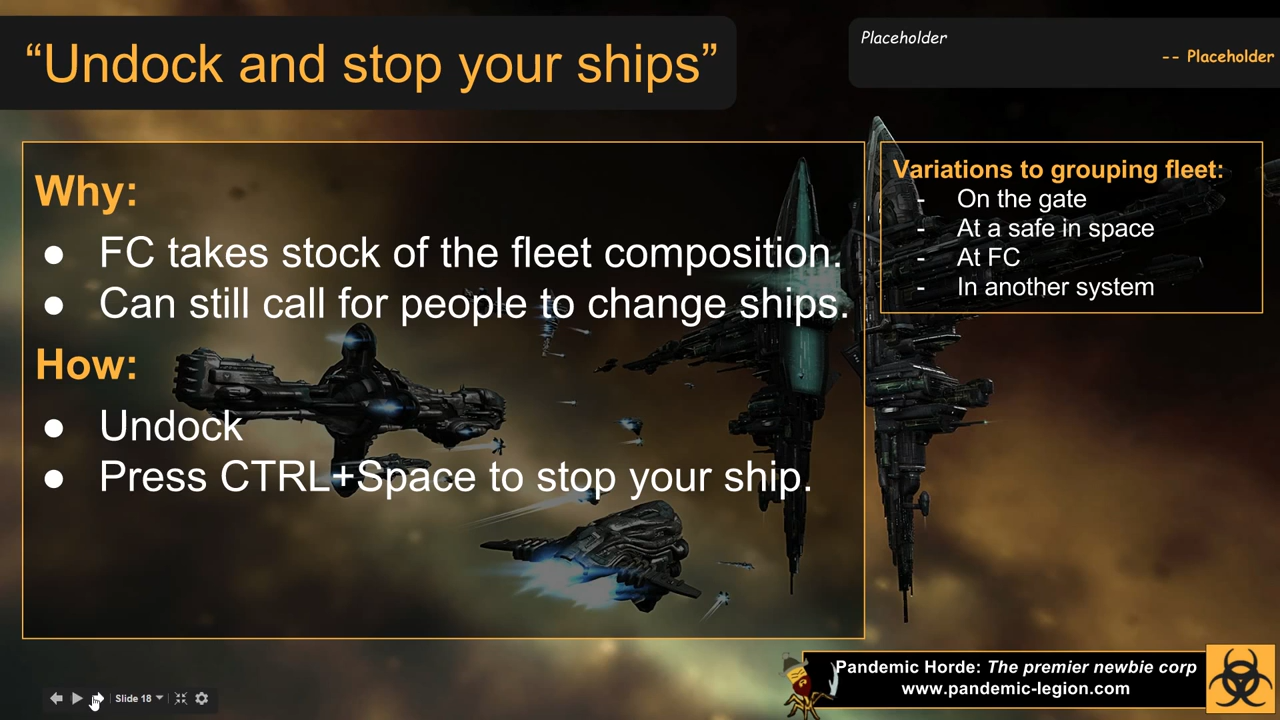 “Undock and stop your ships”
Placeholder
-- Placeholder
Why:
● FC takes stock of the fleet composition.
● Can still call for people to change ships.
How:
● Undock
● Press CTRL+Space to stop your ship.
Variations to grouping fleet:
- On the gate
- At a safe in space
- At FC
- In another system
Pandemic Horde: The premier newbie corp
www.pandemic-legion.com
Slide 18